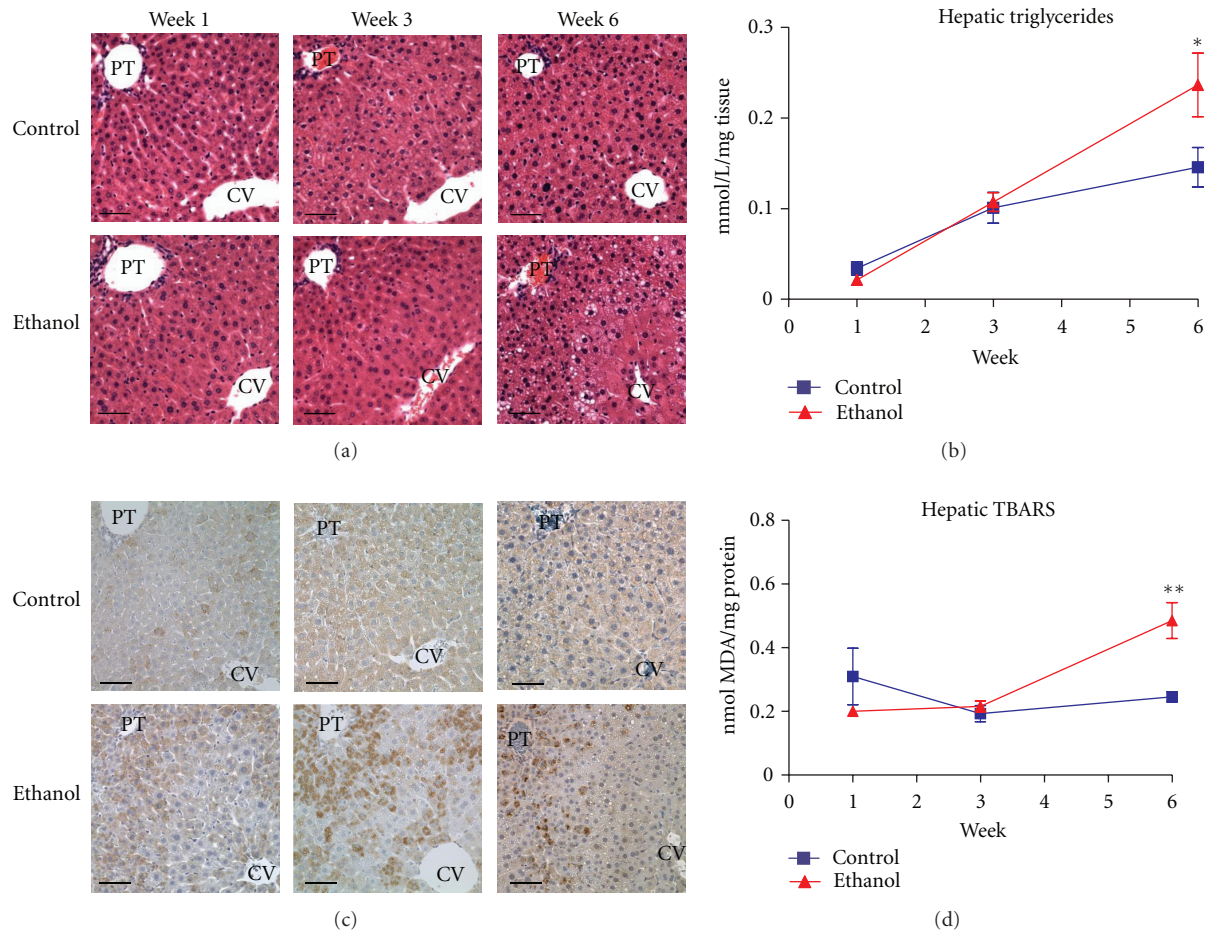 Week 1
Week 3
Week 6
Control
PT
CV
PT
CV
PT
CV
Ethanol
PT
CV
PT
CV
PT
CV
(a)
Hepatic triglycerides
mmol/L/mg tissue
0.3
0.2
0.1
0
*
0 1 2 3 4 5 6
Week
Control
Ethanol
(b)
Control
PT
CV
PT
CV
PT
CV
Ethanol
PT
CV
PT
CV
PT
CV
(c)
Hepatic TBARS
nmol MDA/mg protein
0.8
0.6
0.4
0.2
0
**
0 1 2 3 4 5 6
Week
Control
Ethanol
(d)